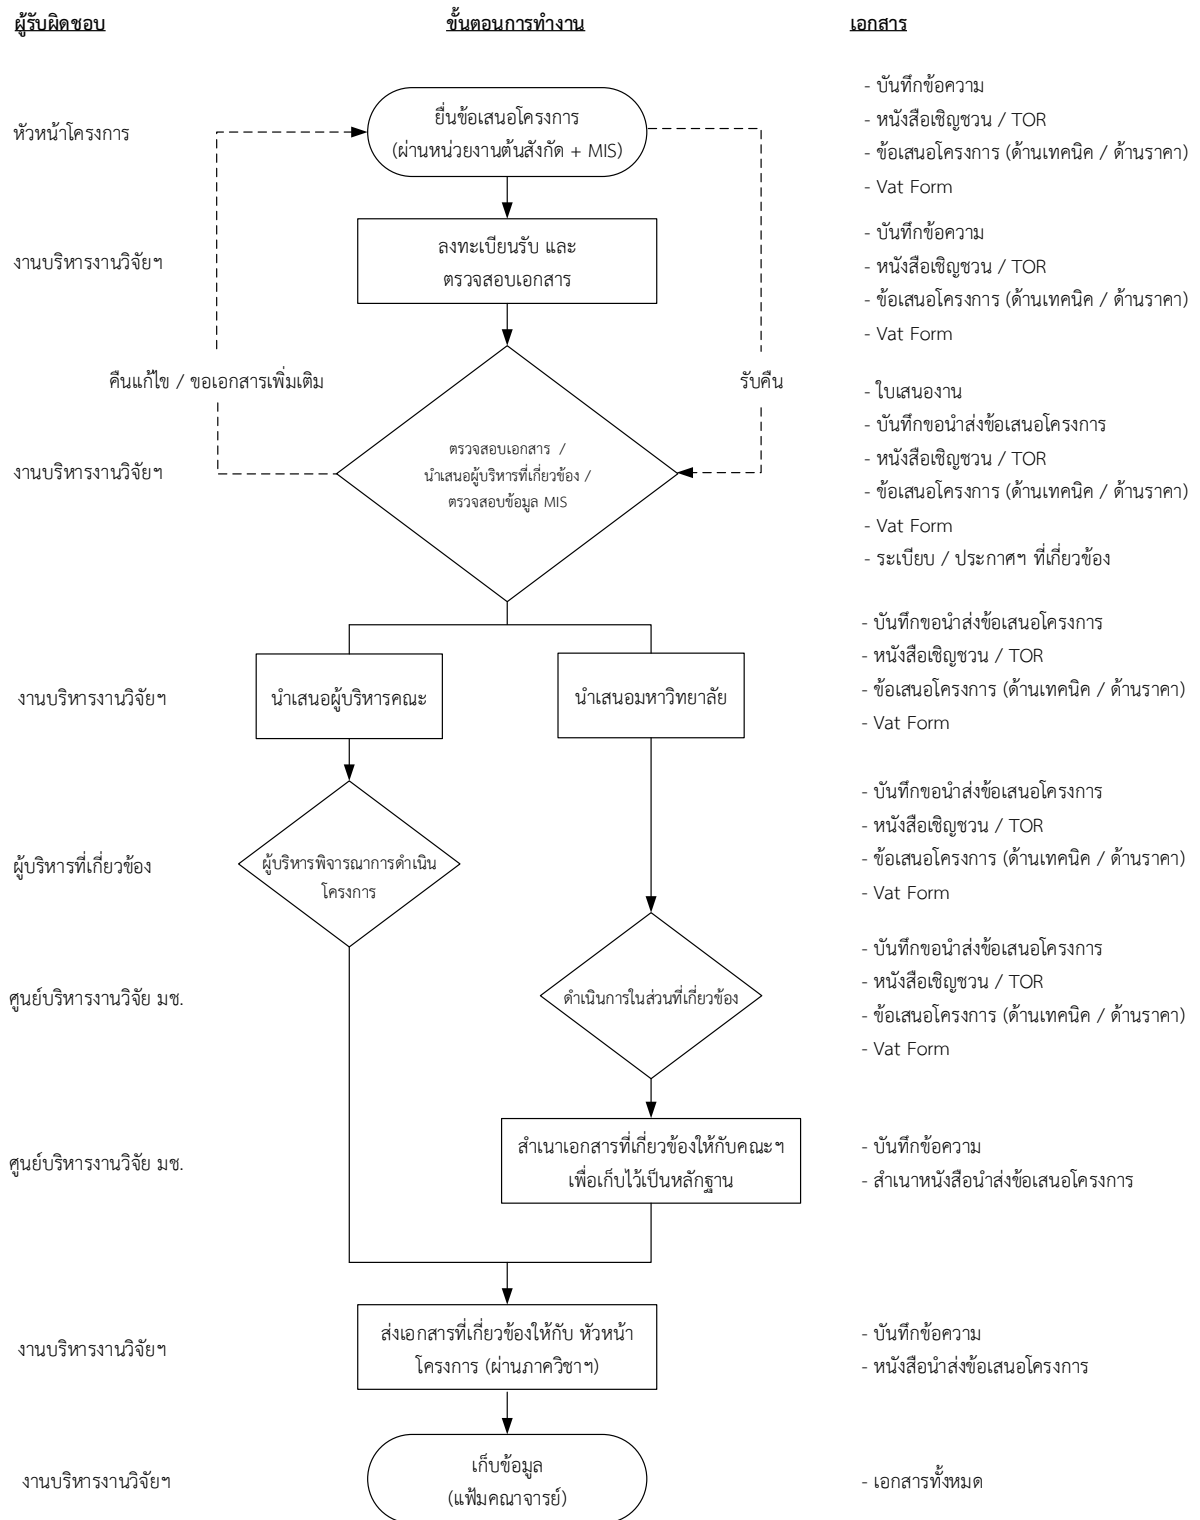 ผู้รับผิดชอบ
ขั้นตอนการทำงาน
เอกสาร
หัวหน้าโครงการ
ยื่นข้อเสนอโครงการ
(ผ่านหน่วยงานต้นสังกัด + MIS)
- บันทึกข้อความ
- หนังสือเชิญชวน / TOR
- ข้อเสนอโครงการ (ด้านเทคนิค / ด้านราคา)
- Vat Form
งานบริหารงานวิจัยฯ
ลงทะเบียนรับ และ
ตรวจสอบเอกสาร
- บันทึกข้อความ
- หนังสือเชิญชวน / TOR
- ข้อเสนอโครงการ (ด้านเทคนิค / ด้านราคา)
- Vat Form
คืนแก้ไข / ขอเอกสารเพิ่มเติม
รับคืน
งานบริหารงานวิจัยฯ
ตรวจสอบเอกสาร /
นำเสนอผู้บริหารที่เกี่ยวข้อง /
ตรวจสอบข้อมูล MIS
- ใบเสนองาน
- บันทึกขอนำส่งข้อเสนอโครงการ
- หนังสือเชิญชวน / TOR
- ข้อเสนอโครงการ (ด้านเทคนิค / ด้านราคา)
- Vat Form
- ระเบียบ / ประกาศฯ ที่เกี่ยวข้อง
งานบริหารงานวิจัยฯ
นำเสนอผู้บริหารคณะ
นำเสนอมหาวิทยาลัย
- บันทึกขอนำส่งข้อเสนอโครงการ
- หนังสือเชิญชวน / TOR
- ข้อเสนอโครงการ (ด้านเทคนิค / ด้านราคา)
- Vat Form
ผู้บริหารที่เกี่ยวข้อง
ผู้บริหารพิจารณาการดำเนิน
โครงการ
- บันทึกขอนำส่งข้อเสนอโครงการ
- หนังสือเชิญชวน / TOR
- ข้อเสนอโครงการ (ด้านเทคนิค / ด้านราคา)
- Vat Form
ศูนย์บริหารงานวิจัย มช.
ดำเนินการในส่วนที่เกี่ยวข้อง
- บันทึกขอนำส่งข้อเสนอโครงการ
- หนังสือเชิญชวน / TOR
- ข้อเสนอโครงการ (ด้านเทคนิค / ด้านราคา)
- Vat Form
ศูนย์บริหารงานวิจัย มช.
สำเนาเอกสารที่เกี่ยวข้องให้กับคณะฯ
เพื่อเก็บไว้เป็นหลักฐาน
- บันทึกข้อความ
- สำเนาหนังสือนำส่งข้อเสนอโครงการ
งานบริหารงานวิจัยฯ
ส่งเอกสารที่เกี่ยวข้องให้กับ หัวหน้า
โครงการ (ผ่านภาควิชาฯ)
- บันทึกข้อความ
- หนังสือนำส่งข้อเสนอโครงการ
งานบริหารงานวิจัยฯ
เก็บข้อมูล
(แฟ้มคณาจารย์)
- เอกสารทั้งหมด